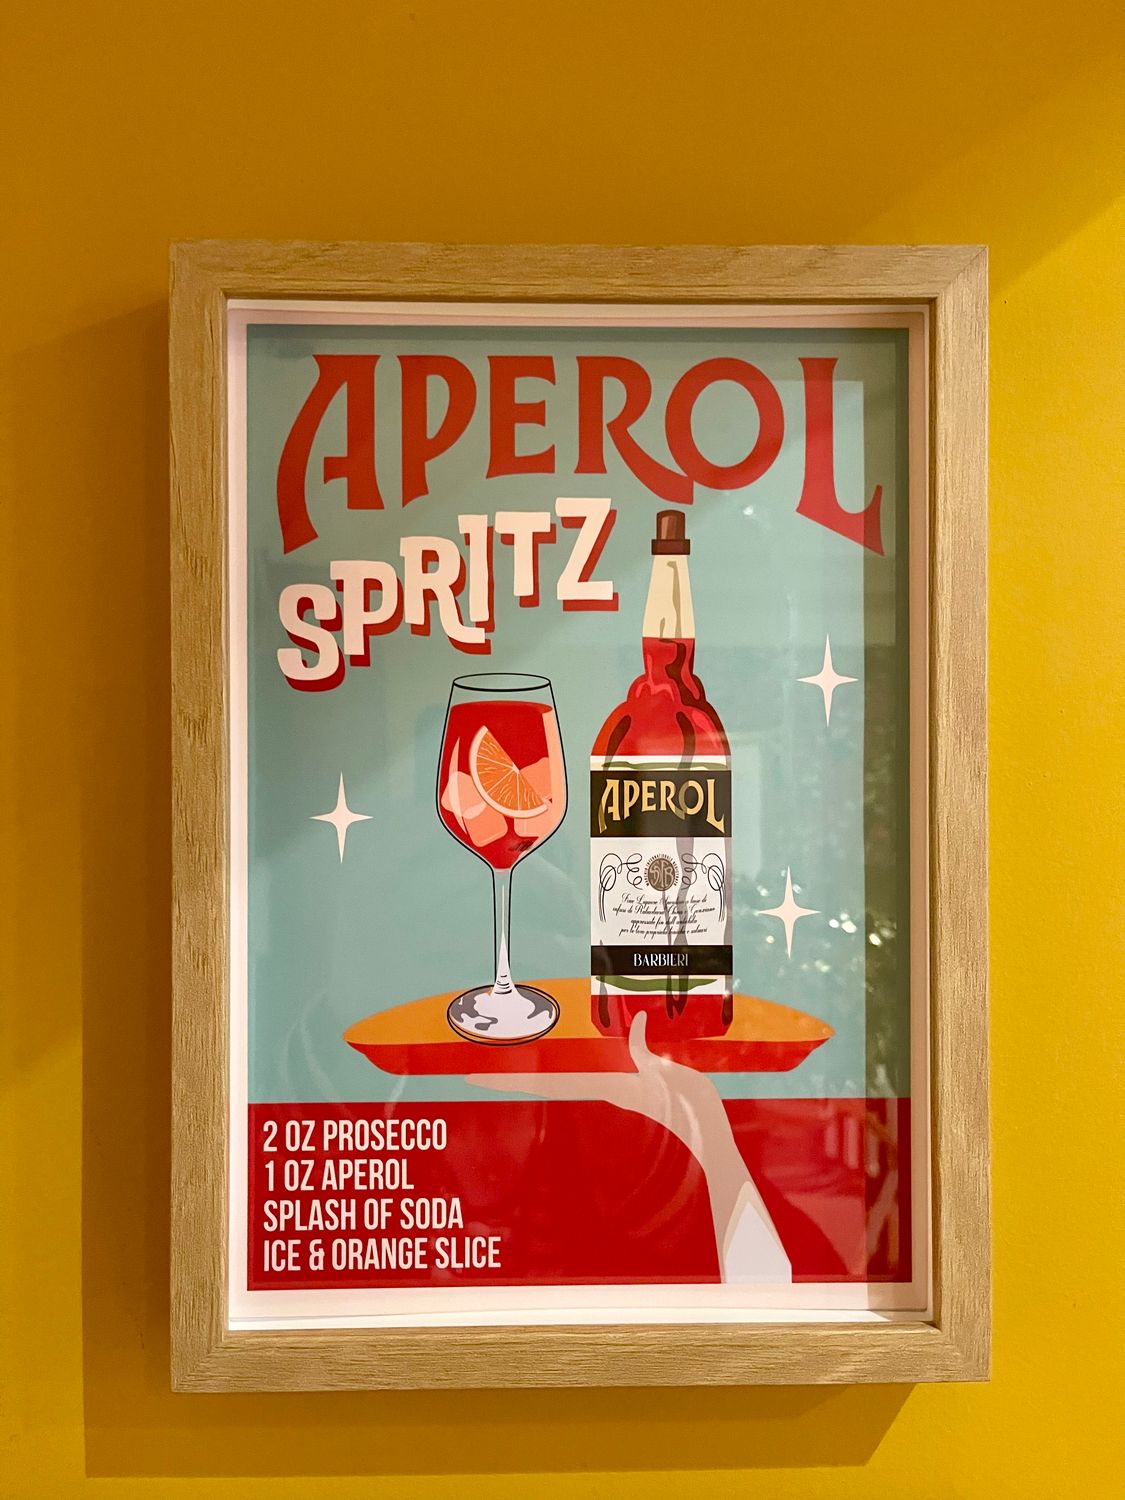 APEROL
SPRITZ
APEROL
BARBIERI
2 OZ PROSECCO
1 OZ APEROL
SPLASH OF SODA
ICE & ORANGE SLICE